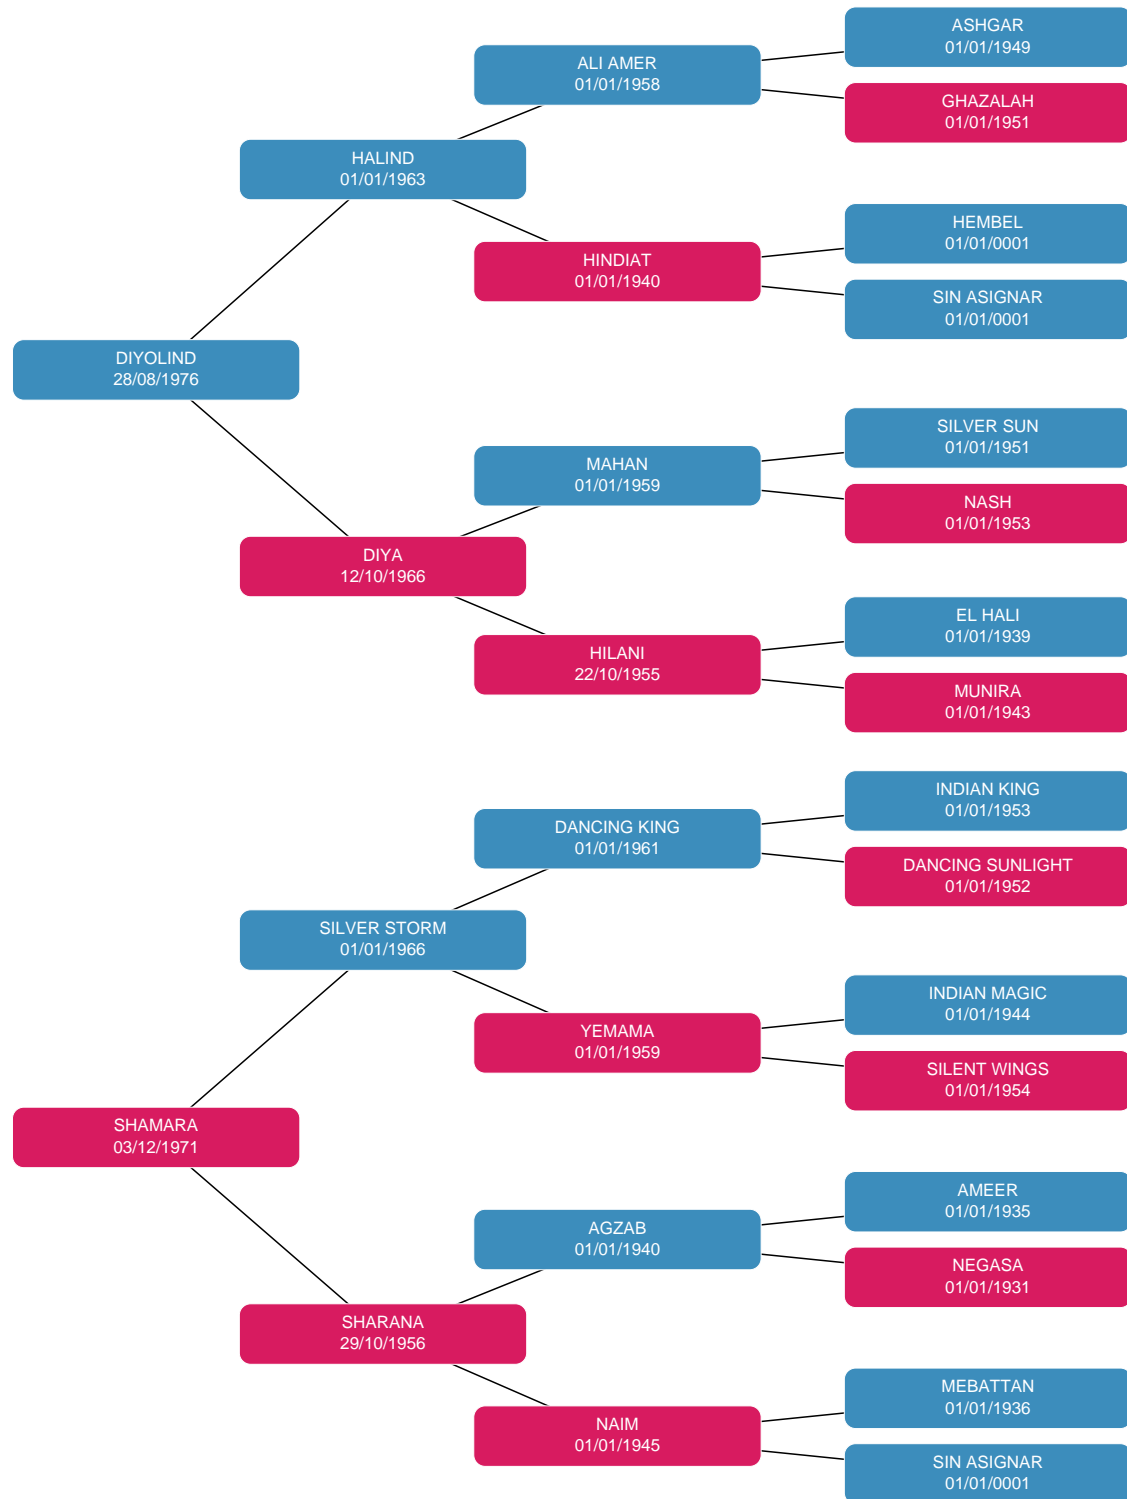 ASHGAR
01/01/1949
ALI AMER
01/01/1958
GHAZALAH
01/01/1951
HALIND
01/01/1963
HEMBEL
01/01/0001
HINDIAT
01/01/1940
SIN ASIGNAR
01/01/0001
DIYOLIND
28/08/1976
SILVER SUN
01/01/1951
MAHAN
01/01/1959
NASH
01/01/1953
DIYA
12/10/1966
EL HALI
01/01/1939
HILANI
22/10/1955
MUNIRA
01/01/1943
INDIAN KING
01/01/1953
DANCING KING
01/01/1961
DANCING SUNLIGHT
01/01/1952
SILVER STORM
01/01/1966
INDIAN MAGIC
01/01/1944
YEMAMA
01/01/1959
SILENT WINGS
01/01/1954
SHAMARA
03/12/1971
AMEER
01/01/1935
AGZAB
01/01/1940
NEGASA
01/01/1931
SHARANA
29/10/1956
MEBATTAN
01/01/1936
NAIM
01/01/1945
SIN ASIGNAR
01/01/0001